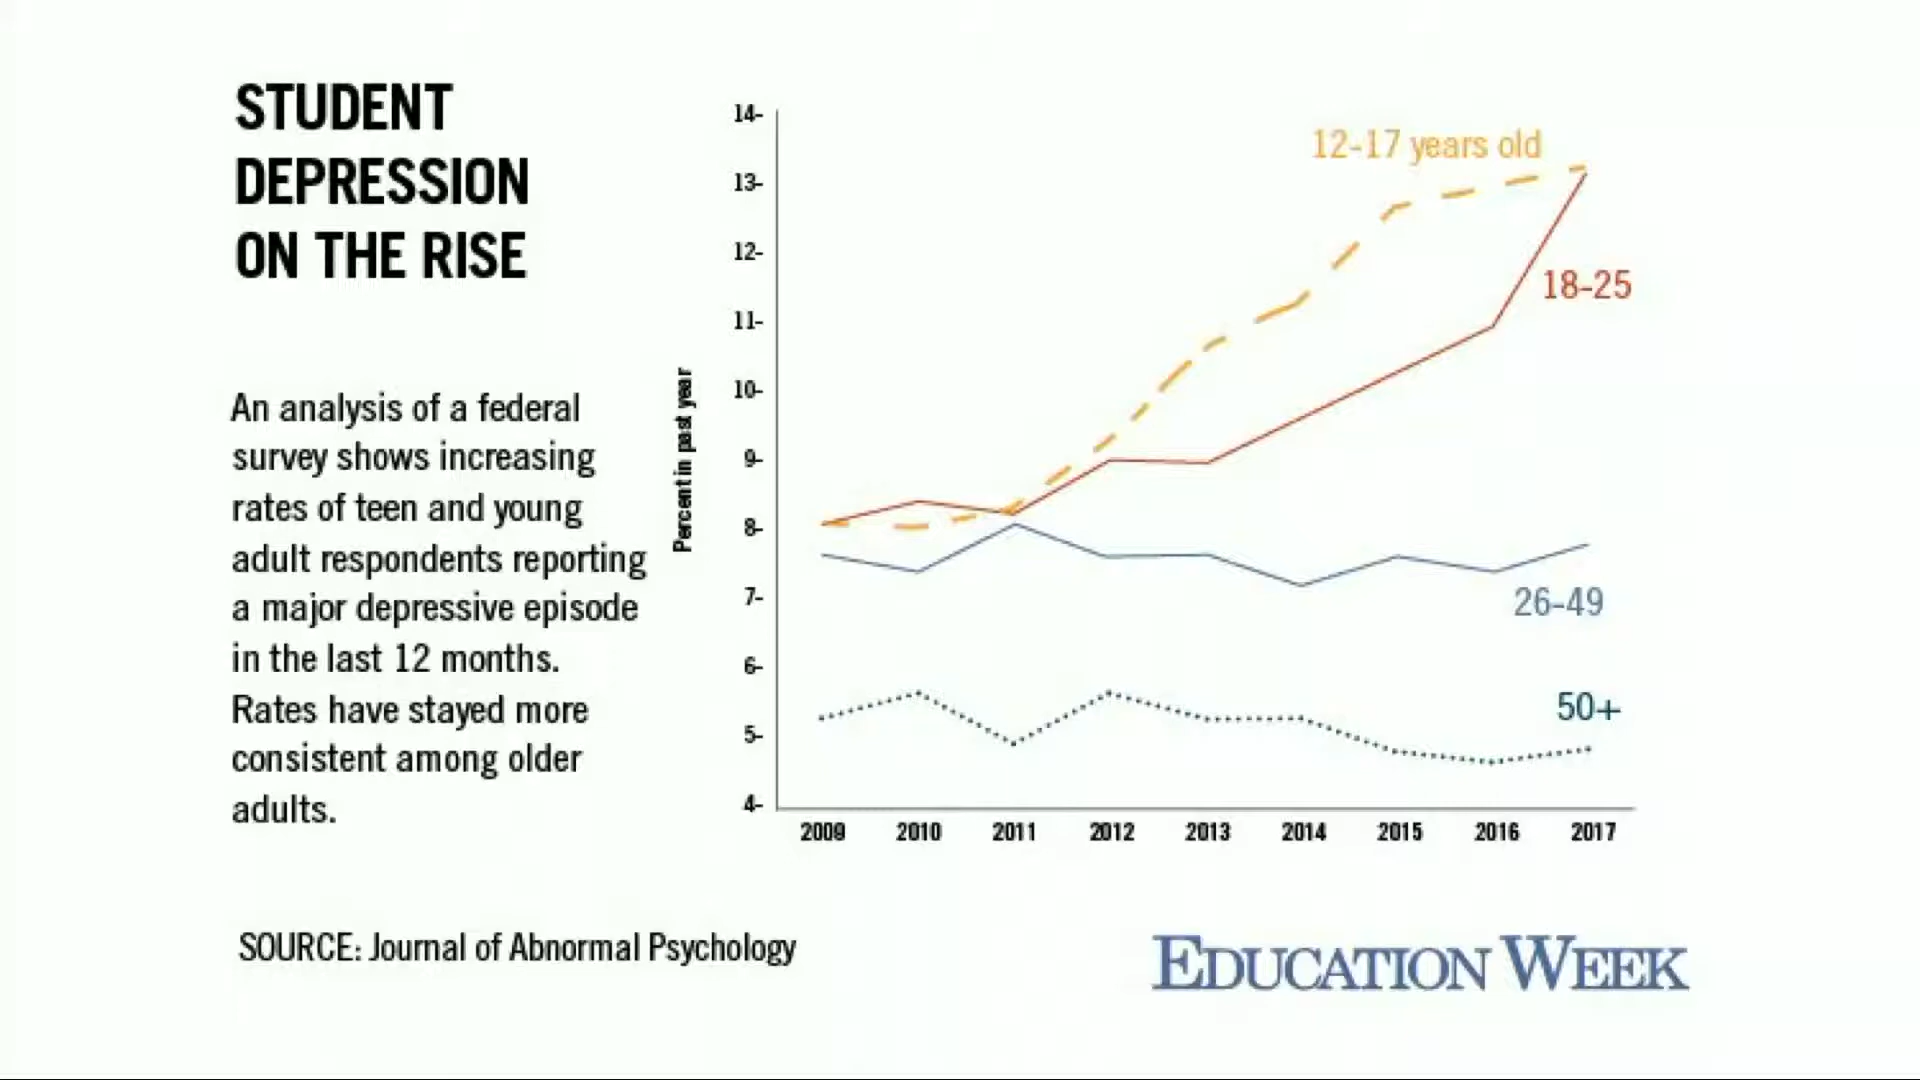 STUDENT
DEPRESSION
ON THE RISE
An analysis of a federal
survey shows increasing
rates of teen and young
adult respondents reporting
a major depressive episode
in the last 12 months.
Rates have stayed more
consistent among older
adults.
Percent in past year
14-
13-
12-
11-
10-
9-
8-
7-
6-
5-
4-
12-17 years old
18-25
26-49
50+
2009 2010 2011 2012 2013 2014 2015 2016 2017
SOURCE: Journal of Abnormal Psychology
EDUCATION WEEK